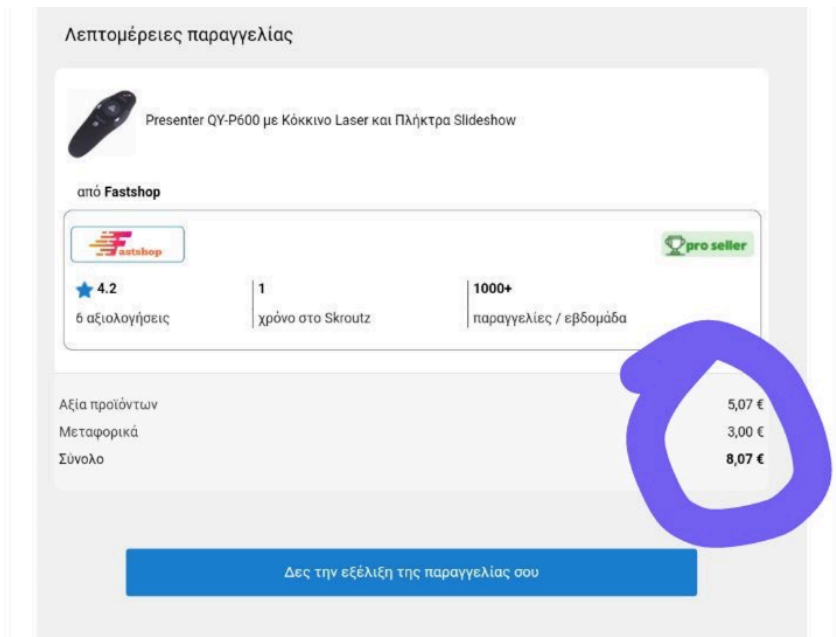 Λεπτομέρειες παραγγελίας
Presenter QY-P600 με Κόκκινο Laser και Πλήκτρα Slideshow
από Fastshop
Fastshop
pro seller
4.2
1
1000+
6 αξιολογήσεις
χρόνο στο Skroutz
παραγγελίες / εβδομάδα
Αξία προϊόντων
5,07 €
Μεταφορικά
3,00 €
Σύνολο
8,07 €
Δες την εξέλιξη της παραγγελίας σου